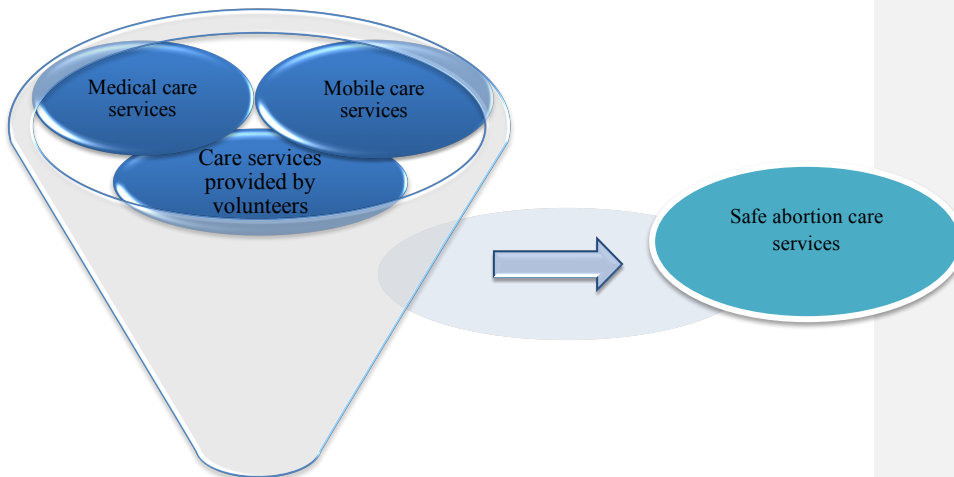 Medical care
services
Mobile care
services
Care services
provided by
volunteers
Safe abortion care
services